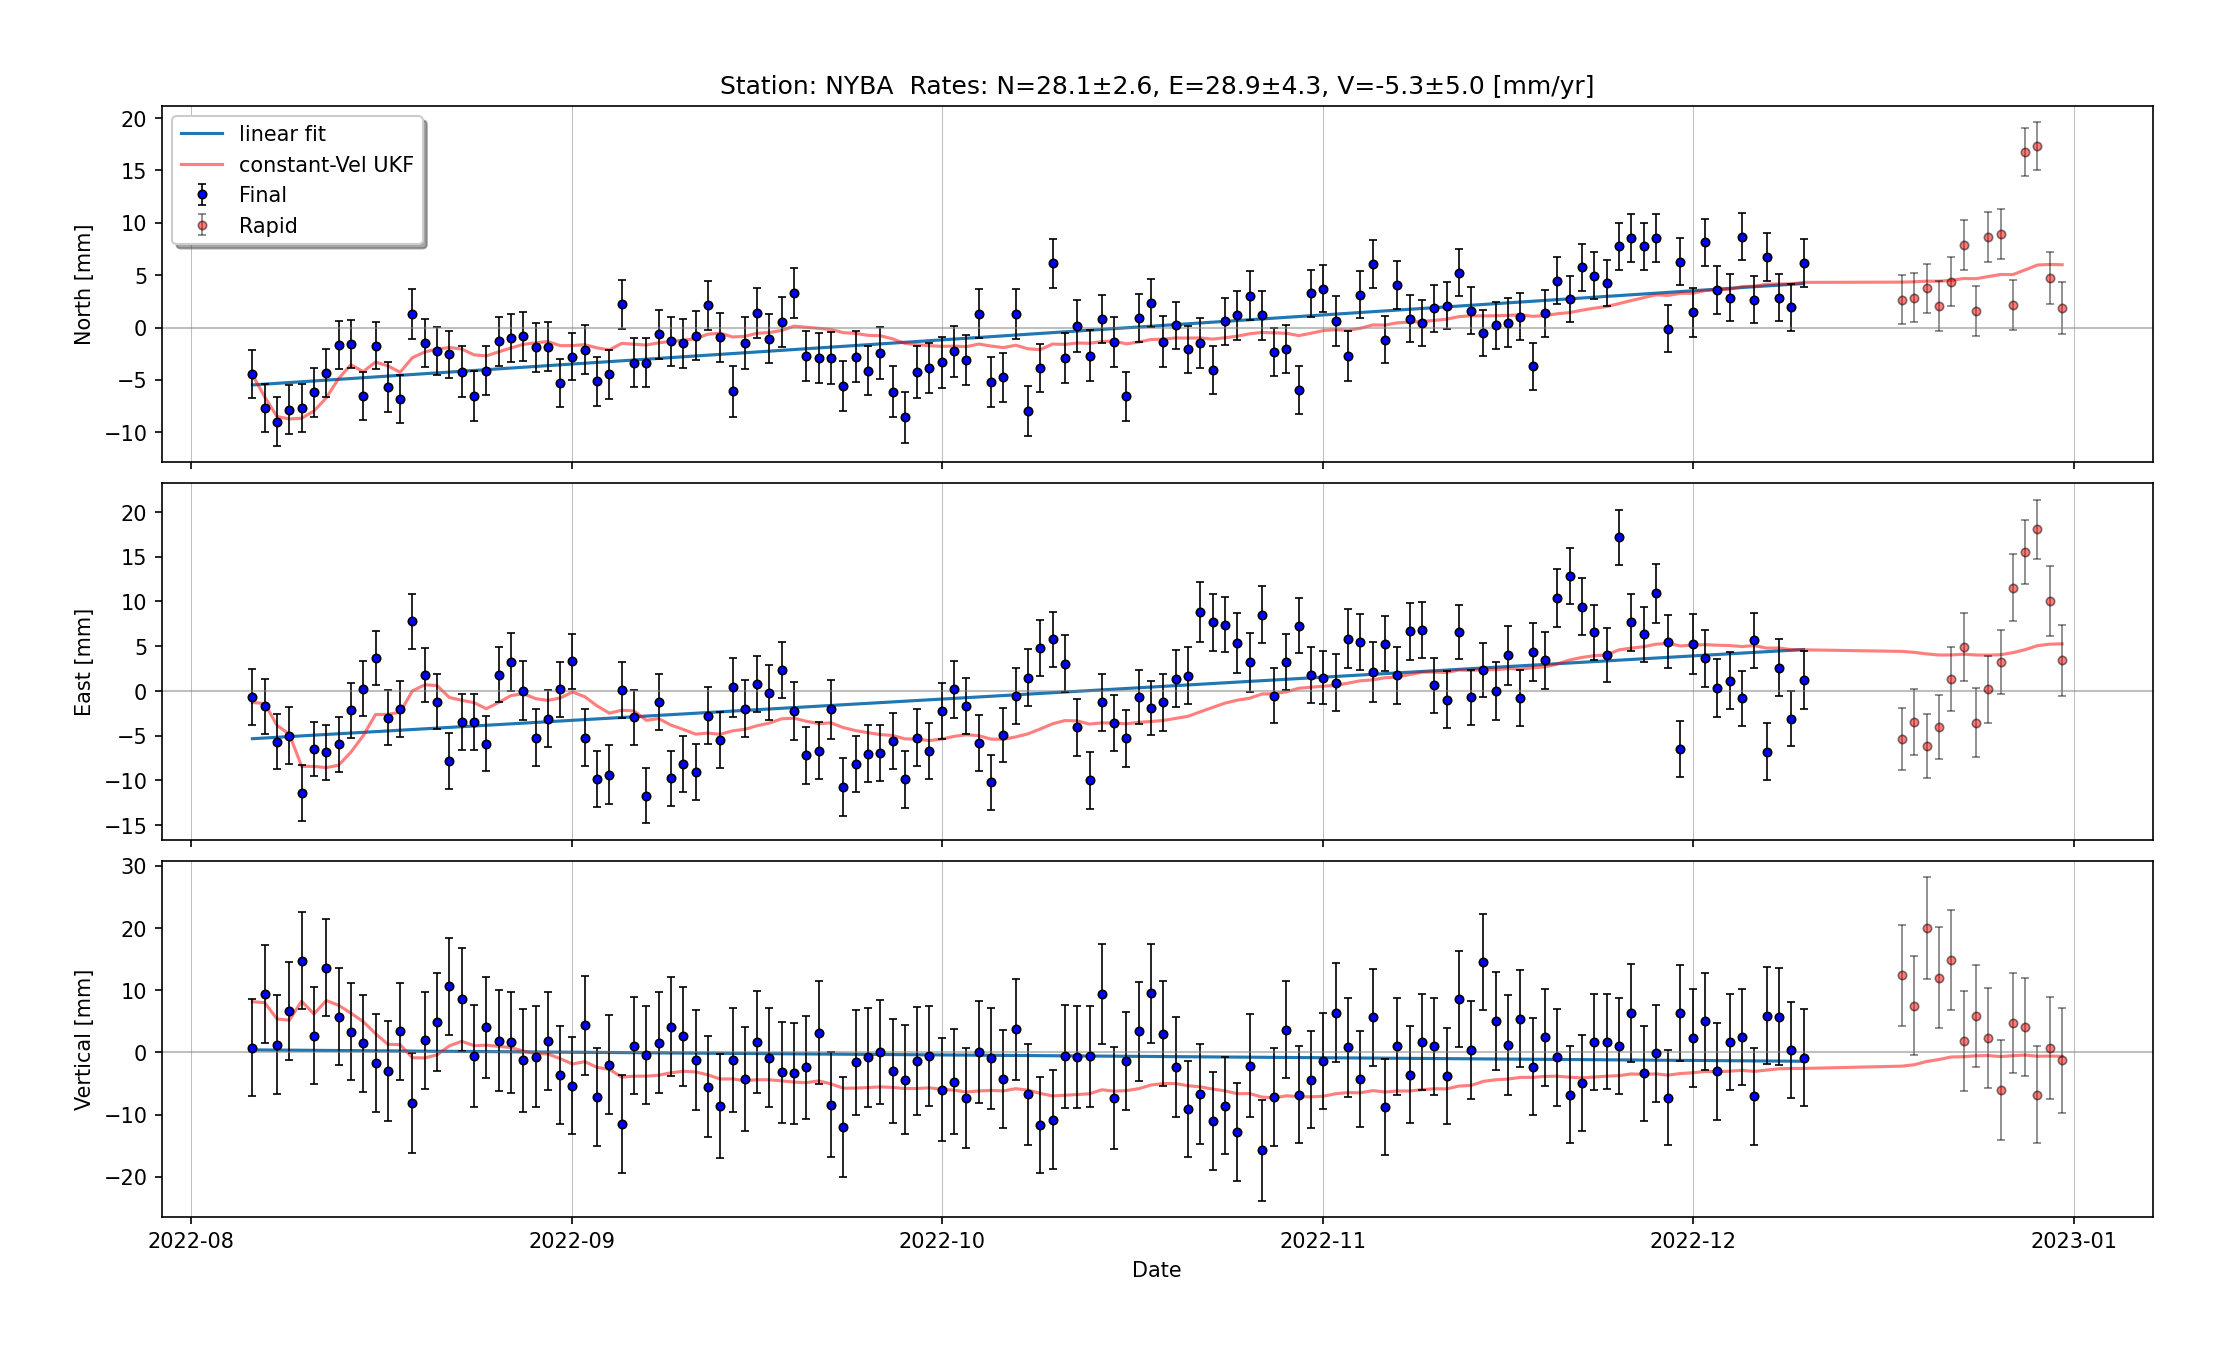 Station: NYBA  Rates: N=28.1±2.6, E=28.9±4.3, V=-5.3±5.0 [mm/yr]
linear fit
constant-Vel UKF
Final
Rapid
North [mm]
20
15
10
5
0
−5
−10
East [mm]
20
15
10
5
0
−5
−10
−15
Vertical [mm]
30
20
10
0
−10
−20
2022-08 2022-09 2022-10 2022-11 2022-12 2023-01
Date